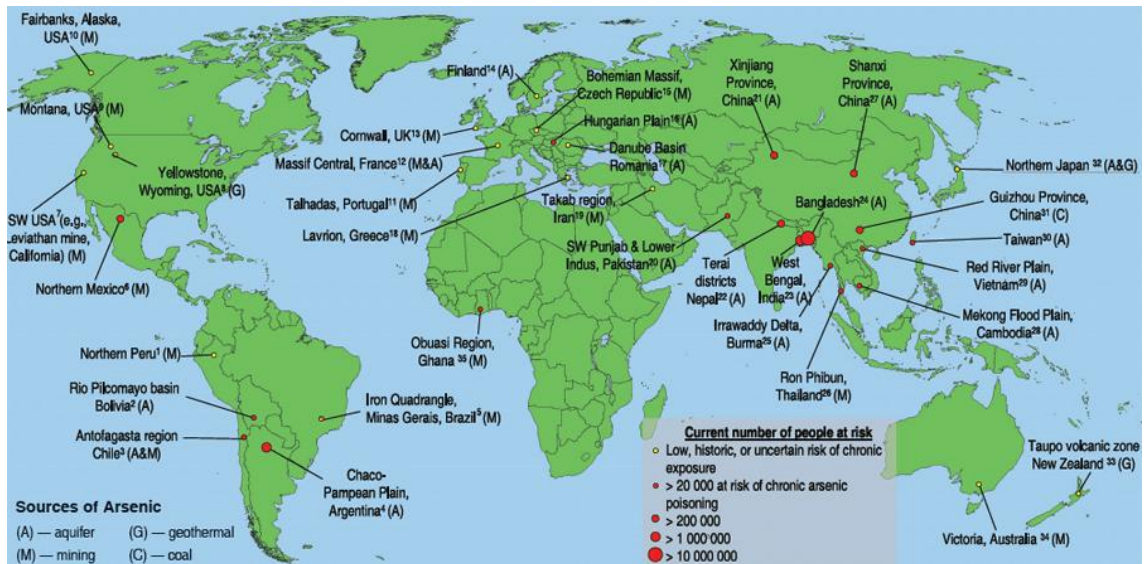 Fairbanks, Alaska,
USA¹⁰ (M)
Montana, USA⁹ (M)
Yellowstone,
Wyoming, USA⁸ (G)
SW USA⁷ (e.g.,
Leviathan mine,
California) (M)
Northern Mexico⁶ (M)
Northern Peru¹ (M)
Rio Pilcomayo basin
Bolivia² (A)
Antofagasta region
Chile³ (A&M)
Chaco-
Pampean Plain,
Argentina⁴ (A)
Iron Quadrangle,
Minas Gerais, Brazil⁵ (M)
Finland¹⁴ (A)
Bohemian Massif,
Czech Republic¹⁵ (M)
Cornwall, UK¹³ (M)
Hungarian Plain¹⁶ (A)
Massif Central, France¹² (M&A)
Danube Basin
Romania¹⁷ (A)
Talhadas, Portugal¹¹ (M)
Takab region,
Iran¹⁹ (M)
Lavrion, Greece¹⁸ (M)
SW Punjab & Lower
Indus, Pakistan²⁰ (A)
Obuasi Region,
Ghana ³⁵ (M)
Xinjiang
Province,
China²¹ (A)
Shanxi
Province,
China²⁷ (A)
Bangladesh²⁴ (A)
Northern Japan ³² (A&G)
Guizhou Province,
China³¹ (C)
Taiwan³⁰ (A)
Red River Plain,
Vietnam²⁹ (A)
Mekong Flood Plain,
Cambodia²⁸ (A)
Terai
districts
Nepal²² (A)
West
Bengal,
India²³ (A)
Irrawaddy Delta,
Burma²⁵ (A)
Ron Phibun,
Thailand²⁶ (M)
Taupo volcanic zone
New Zealand ³³ (G)
Victoria, Australia ³⁴ (M)
Sources of Arsenic
(A) — aquifer (G) — geothermal
(M) — mining (C) — coal
Current number of people at risk
Low, historic, or uncertain risk of chronic
exposure
> 20 000 at risk of chronic arsenic
poisoning
> 200 000
> 1 000 000
> 10 000 000